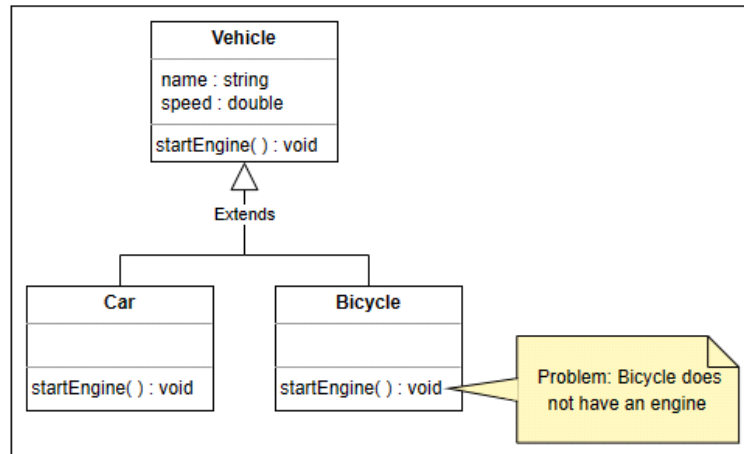 Vehicle
name : string
speed : double
startEngine( ) : void
Extends
Car
startEngine( ) : void
Bicycle
startEngine( ) : void
Problem: Bicycle does
not have an engine